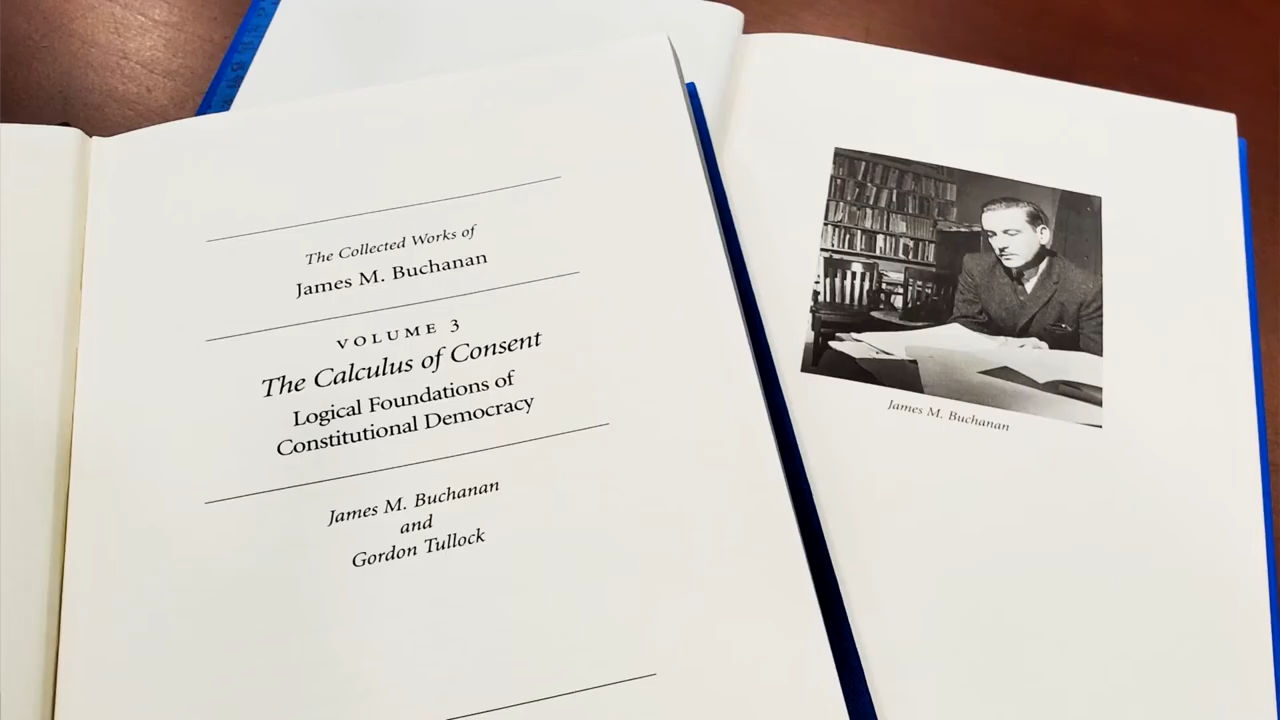 The Collected Works of
James M. Buchanan
VOLUME 3
The Calculus of Consent
Logical Foundations of
Constitutional Democracy
James M. Buchanan
and
Gordon Tullock
James M. Buchanan